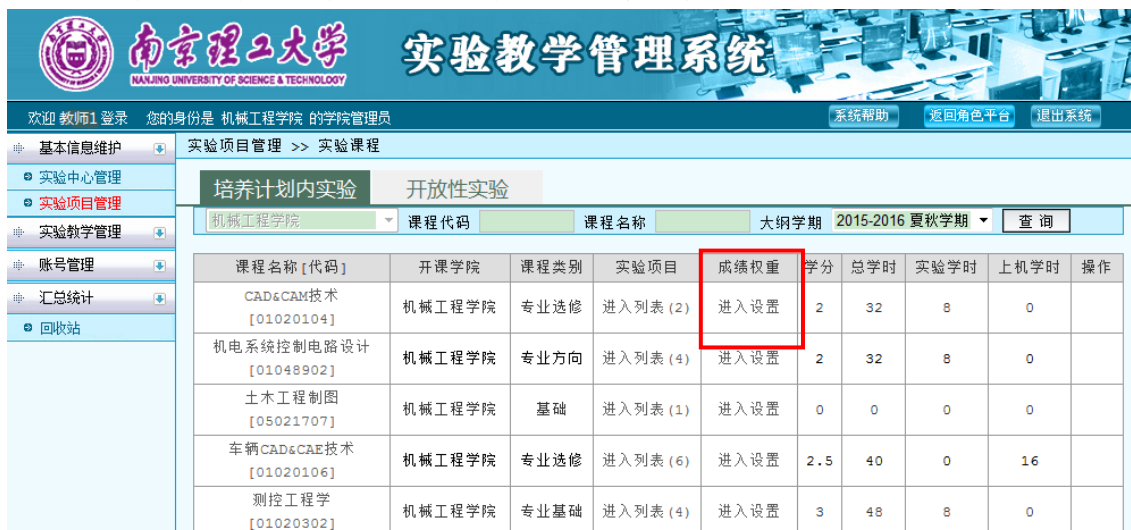 南京理工大学
NANJING UNIVERSITY OF SCIENCE & TECHNOLOGY
实验教学管理系统
欢迎 教师1 登录 您的身份是 机械工程学院 的学院管理员 系统帮助 返回角色平台 退出系统
基本信息维护
实验中心管理
实验项目管理
实验教学管理
账号管理
汇总统计
回收站
实验项目管理 >> 实验课程
培养计划内实验 开放性实验
机械工程学院 课程代码 课程名称 大纲学期 2015-2016 夏秋学期 查 询
课程名称[代码] 开课学院 课程类别 实验项目 成绩权重 学分 总学时 实验学时 上机学时 操作
CAD&CAM技术
[01020104] 机械工程学院 专业选修 进入列表(2) 进入设置 2 32 8 0
机电系统控制电路设计
[01048902] 机械工程学院 专业方向 进入列表(4) 进入设置 2 32 8 0
土木工程制图
[05021707] 机械工程学院 基础 进入列表(1) 进入设置 0 0 0 0
车辆CAD&CAE技术
[01020106] 机械工程学院 专业选修 进入列表(6) 进入设置 2.5 40 0 16
测控工程学
[01020302] 机械工程学院 专业基础 进入列表(4) 进入设置 3 48 8 0